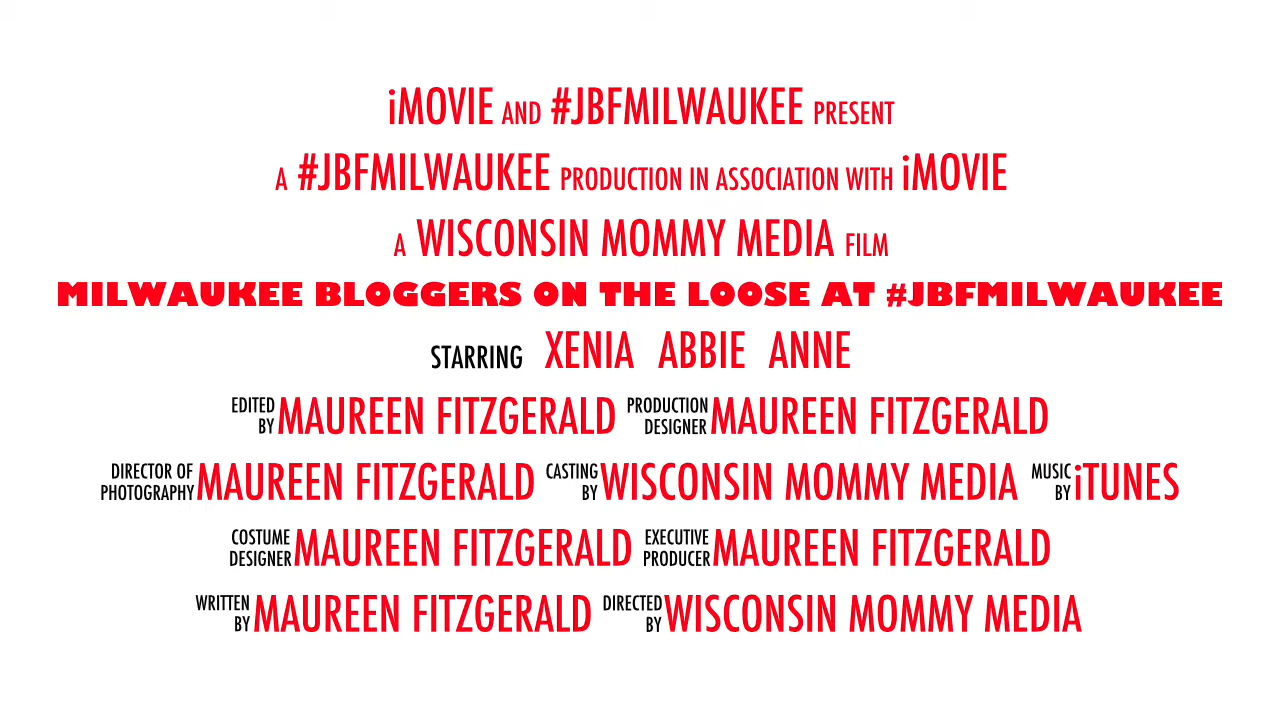 iMOVIE AND #JBFMILWAUKEE PRESENT
A #JBFMILWAUKEE PRODUCTION IN ASSOCIATION WITH iMOVIE
A WISCONSIN MOMMY MEDIA FILM
MILWAUKEE BLOGGERS ON THE LOOSE AT #JBFMILWAUKEE
STARRING XENIA ABBIE ANNE
EDITED BY MAUREEN FITZGERALD PRODUCTION DESIGNER MAUREEN FITZGERALD
DIRECTOR OF PHOTOGRAPHY MAUREEN FITZGERALD CASTING BY WISCONSIN MOMMY MEDIA MUSIC BY iTUNES
COSTUME DESIGNER MAUREEN FITZGERALD EXECUTIVE PRODUCER MAUREEN FITZGERALD
WRITTEN BY MAUREEN FITZGERALD DIRECTED BY WISCONSIN MOMMY MEDIA